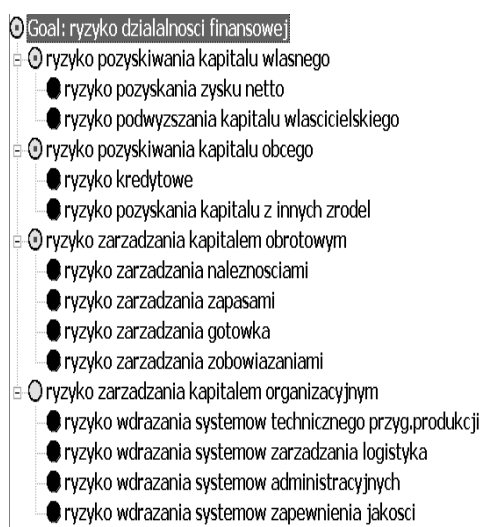 Goal: ryzyko dzialalnosci finansowej
ryzyko pozyskiwania kapitalu wlasnego
ryzyko pozyskania zysku netto
ryzyko podwyzszania kapitalu wlascicielskiego
ryzyko pozyskiwania kapitalu obcego
ryzyko kredytowe
ryzyko pozyskania kapitalu z innych zrodel
ryzyko zarzadzania kapitalem obrotowym
ryzyko zarzadzania naleznosciami
ryzyko zarzadzania zapasami
ryzyko zarzadzania gotowka
ryzyko zarzadzania zobowiazaniami
ryzyko zarzadzania kapitalem organizacyjnym
ryzyko wdrazania systemow technicznego przyg.produkcji
ryzyko wdrazania systemow zarzadzania logistyka
ryzyko wdrazania systemow administracyjnych
ryzyko wdrazania systemow zapewnienia jakosci